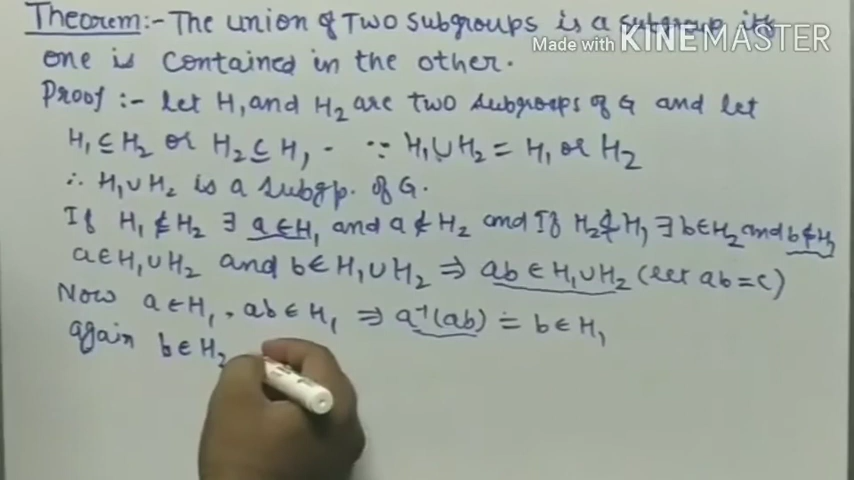 Theorem:- The union of Two subgroups is a subgroup iff
Made with KINEMASTER
one is contained in the other.
Proof :- let H₁ and H₂ are two subgroups of G and let
H₁ ⊆ H₂ or H₂ ⊆ H₁ . ∵ H₁∪H₂ = H₁ or H₂
∴ H₁∪H₂ is a subgp. of G.
If H₁ ⊄ H₂ ∃ a∈H₁ and a∉H₂ and If H₂⊄H₁ ∃ b∈H₂ and b∉H₁
a∈H₁∪H₂ and b∈H₁∪H₂ ⇒ ab∈H₁∪H₂ (let ab=c)
Now a∈H₁, ab∈H₁ ⇒ a⁻¹(ab) = b∈H₁
again b∈H₂